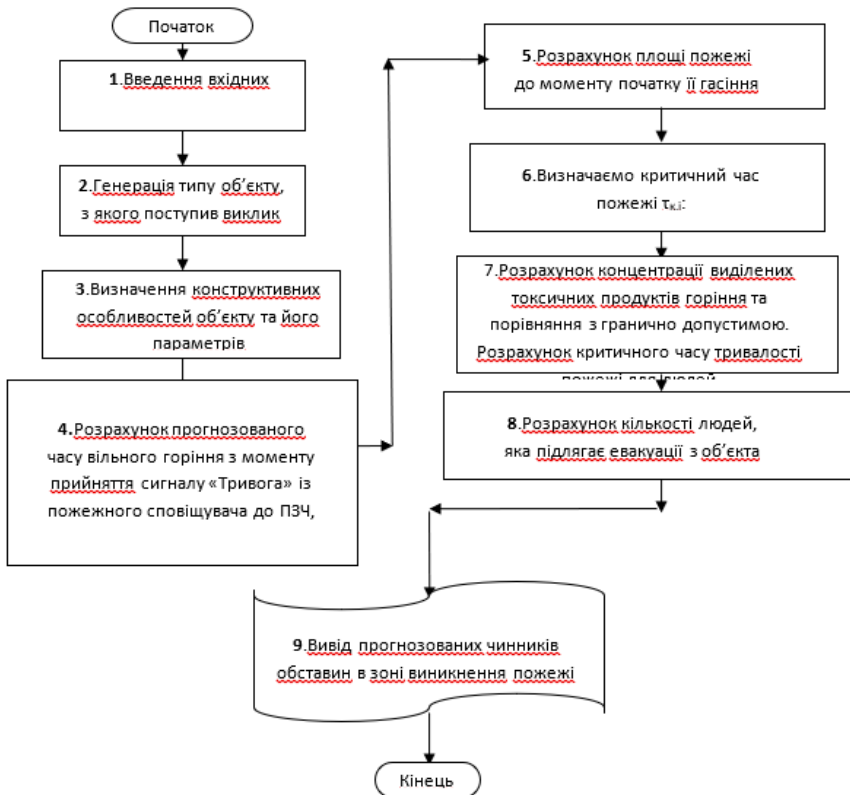 Початок
1.Введення вхідних
2.Генерація типу об’єкту,
з якого поступив виклик
3.Визначення конструктивних
особливостей об’єкту та його
параметрів
4.Розрахунок прогнозованого
часу вільного горіння з моменту
прийняття сигналу «Тривога» із
пожежного сповіщувача до ПЗЧ,
5.Розрахунок площі пожежі
до моменту початку її гасіння
6.Визначаємо критичний час
пожежі τк.і:
7.Розрахунок концентрації виділених
токсичних продуктів горіння та
порівняння з гранично допустимою.
Розрахунок критичного часу тривалості
пожежі для людей
8.Розрахунок кількості людей,
яка підлягає евакуації з об’єкта
9.Вивід прогнозованих чинників
обставин в зоні виникнення пожежі
Кінець